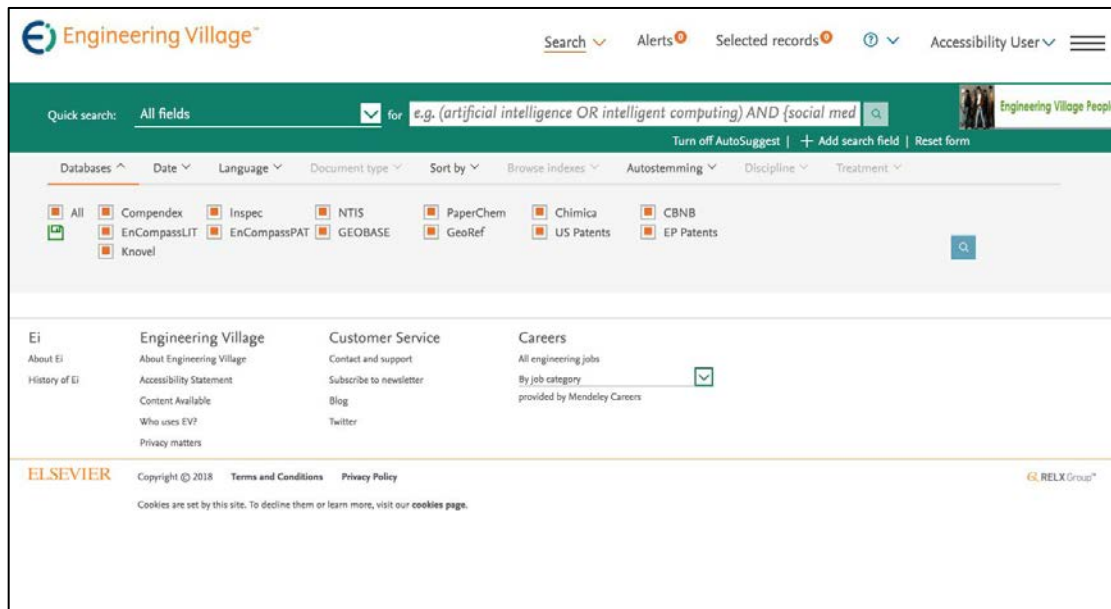 Engineering Village™
Search Alerts 0 Selected records 0 ? Accessibility User
Quick search: All fields for e.g. (artificial intelligence OR intelligent computing) AND {social med
Engineering Village Peopl
Turn off AutoSuggest | + Add search field | Reset form
Databases Date Language Document type Sort by Browse indexes Autostemming Discipline Treatment
All Compendex Inspec NTIS PaperChem Chimica CBNB
EnCompassLIT EnCompassPAT GEOBASE GeoRef US Patents EP Patents
Knovel
Ei Engineering Village Customer Service Careers
About Ei About Engineering Village Contact and support All engineering jobs
History of Ei Accessibility Statement Subscribe to newsletter By job category
Content Available Blog provided by Mendeley Careers
Who uses EV? Twitter
Privacy matters
ELSEVIER Copyright © 2018 Terms and Conditions Privacy Policy RELX Group™
Cookies are set by this site. To decline them or learn more, visit our cookies page.